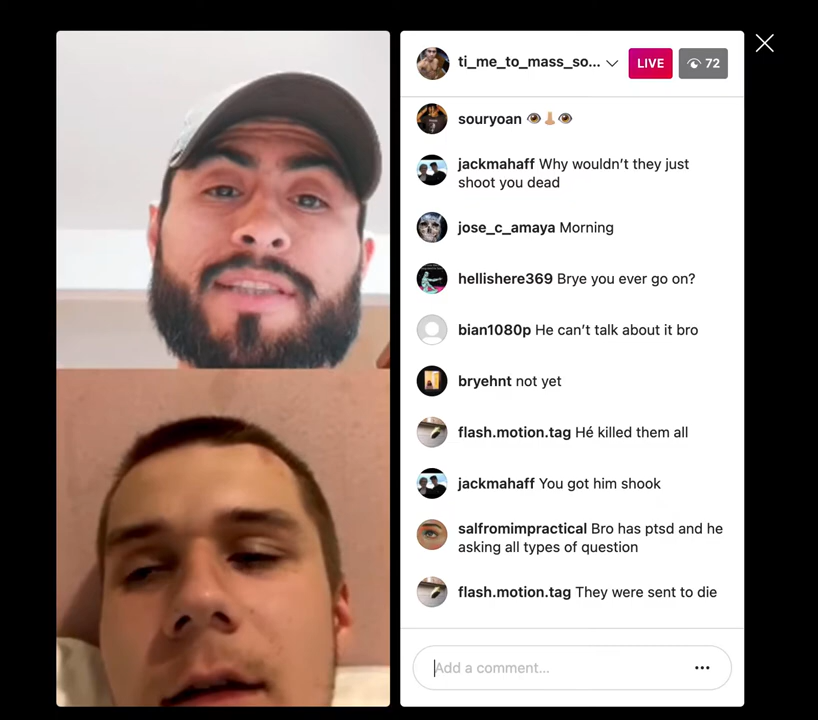 ti_me_to_mass_so...
LIVE
72
souryoan 👁👃🏼👁
jackmahaff Why wouldn’t they just
shoot you dead
jose_c_amaya Morning
hellishere369 Brye you ever go on?
bian1080p He can’t talk about it bro
bryehnt not yet
flash.motion.tag Hé killed them all
jackmahaff You got him shook
salfromimpractical Bro has ptsd and he
asking all types of question
flash.motion.tag They were sent to die
Add a comment...